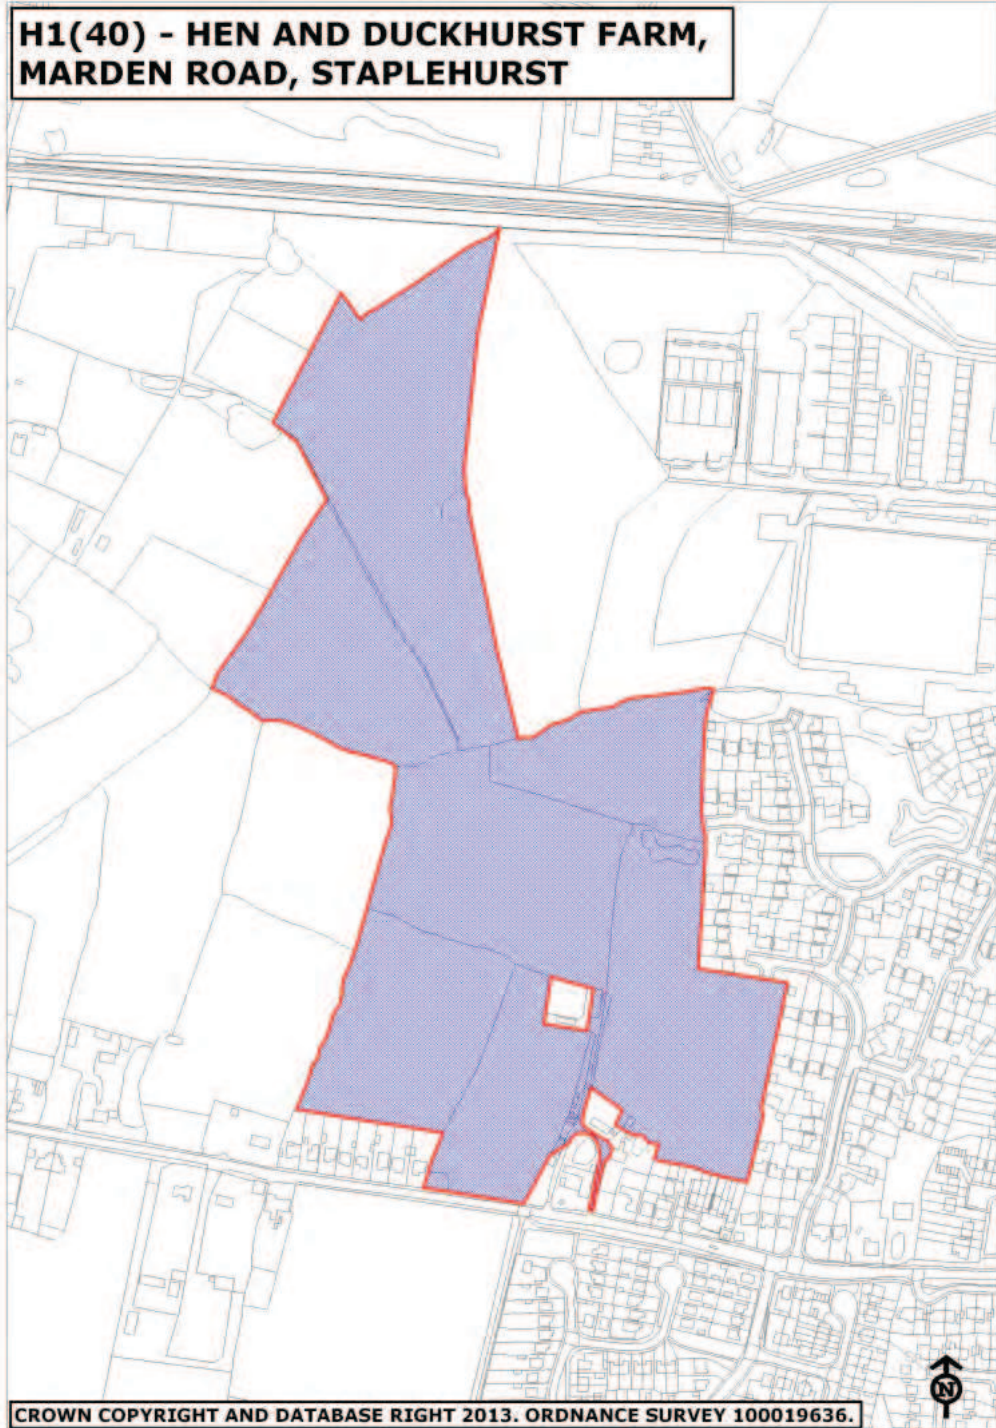 H1(40) - HEN AND DUCKHURST FARM,
MARDEN ROAD, STAPLEHURST
N
CROWN COPYRIGHT AND DATABASE RIGHT 2013. ORDNANCE SURVEY 100019636.